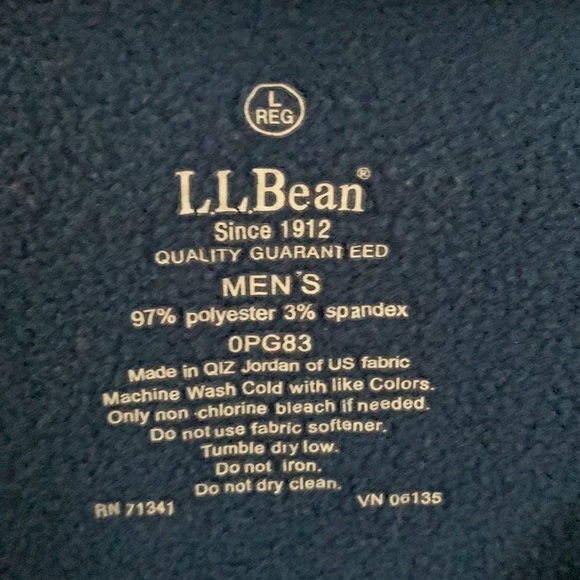 L
REG
L.L.Bean®
Since 1912
QUALITY GUARANTEED
MEN'S
97% polyester 3% spandex
0PG83
Made in QIZ Jordan of US fabric
Machine Wash Cold with like Colors.
Only non-chlorine bleach if needed.
Do not use fabric softener.
Tumble dry low.
Do not iron.
Do not dry clean.
RN 71341 VN 06135